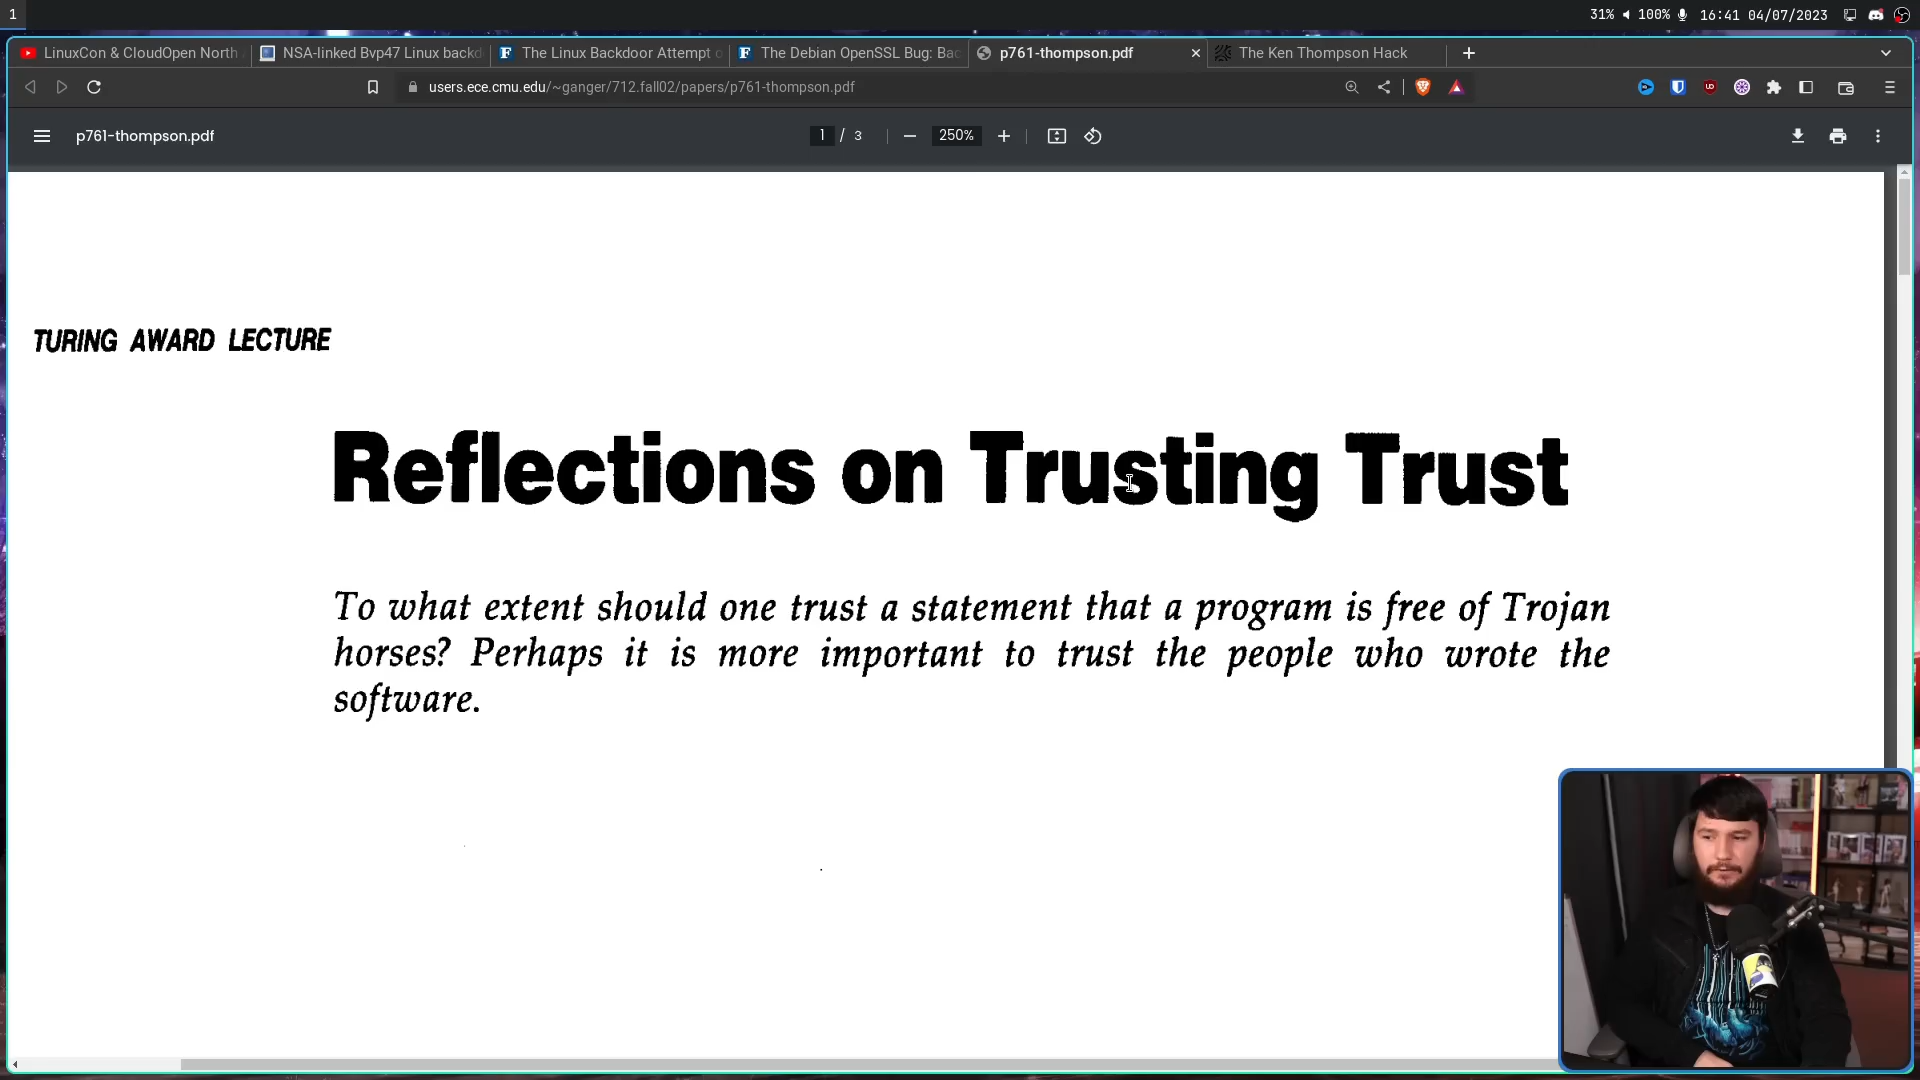 1
31% 100% 16:41 04/07/2023
LinuxCon & CloudOpen North
NSA-linked Bvp47 Linux backd
The Linux Backdoor Attempt o
The Debian OpenSSL Bug: Bac
p761-thompson.pdf
The Ken Thompson Hack
users.ece.cmu.edu/~ganger/712.fall02/papers/p761-thompson.pdf
p761-thompson.pdf
1 / 3
250%
TURING AWARD LECTURE
Reflections on Trusting Trust
To what extent should one trust a statement that a program is free of Trojan
horses? Perhaps it is more important to trust the people who wrote the
software.